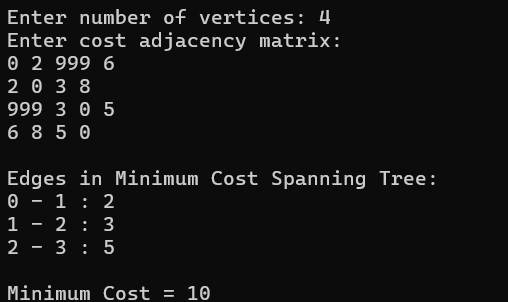 Enter number of vertices: 4
Enter cost adjacency matrix:
0 2 999 6
2 0 3 8
999 3 0 5
6 8 5 0
Edges in Minimum Cost Spanning Tree:
0 - 1 : 2
1 - 2 : 3
2 - 3 : 5
Minimum Cost = 10